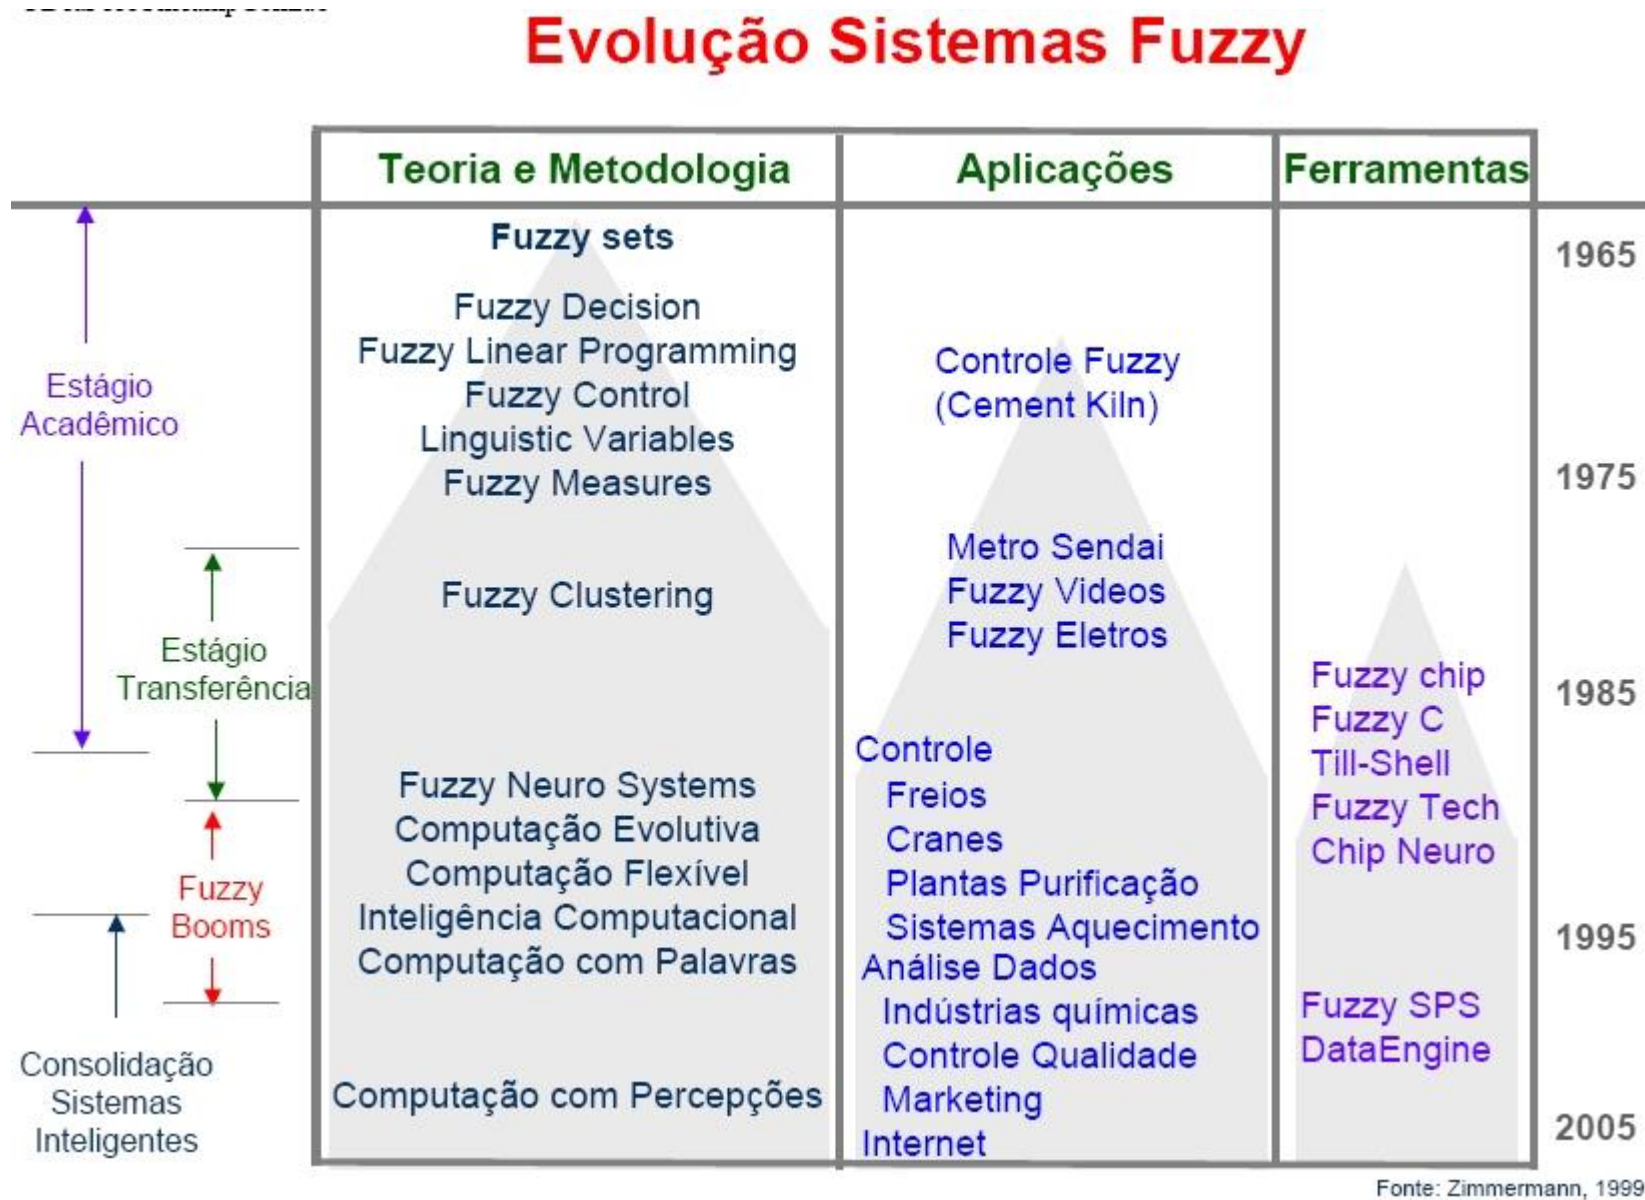 Evolução Sistemas Fuzzy
Teoria e Metodologia
Aplicações
Ferramentas
Fuzzy sets
Fuzzy Decision
Fuzzy Linear Programming
Fuzzy Control
Linguistic Variables
Fuzzy Measures
Fuzzy Clustering
Fuzzy Neuro Systems
Computação Evolutiva
Computação Flexível
Inteligência Computacional
Computação com Palavras
Computação com Percepções
Controle Fuzzy
(Cement Kiln)
Metro Sendai
Fuzzy Videos
Fuzzy Eletros
Controle
Freios
Cranes
Plantas Purificação
Sistemas Aquecimento
Análise Dados
Indústrias químicas
Controle Qualidade
Marketing
Internet
Fuzzy chip
Fuzzy C
Till-Shell
Fuzzy Tech
Chip Neuro
Fuzzy SPS
DataEngine
1965
1975
1985
1995
2005
Estágio
Acadêmico
Estágio
Transferência
Fuzzy
Booms
Consolidação
Sistemas
Inteligentes
Fonte: Zimmermann, 1999